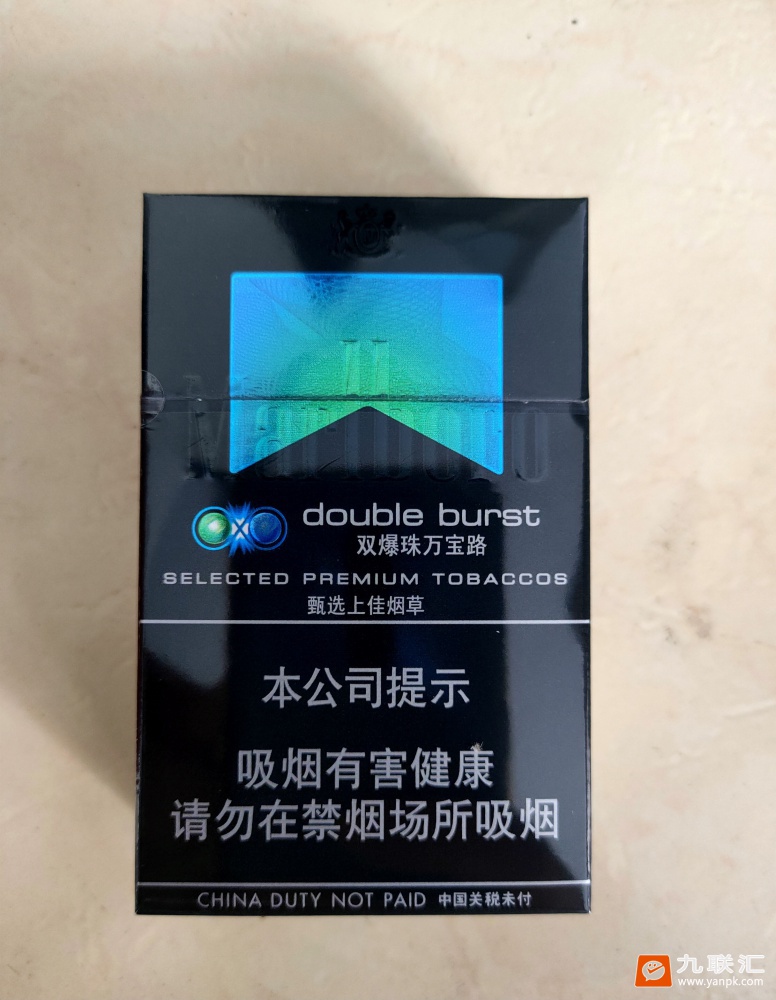 Marlboro
double burst
双爆珠万宝路
SELECTED PREMIUM TOBACCOS
甄选上佳烟草
本公司提示
吸烟有害健康
请勿在禁烟场所吸烟
CHINA DUTY NOT PAID 中国关税未付
九联汇
www.yanpk.com